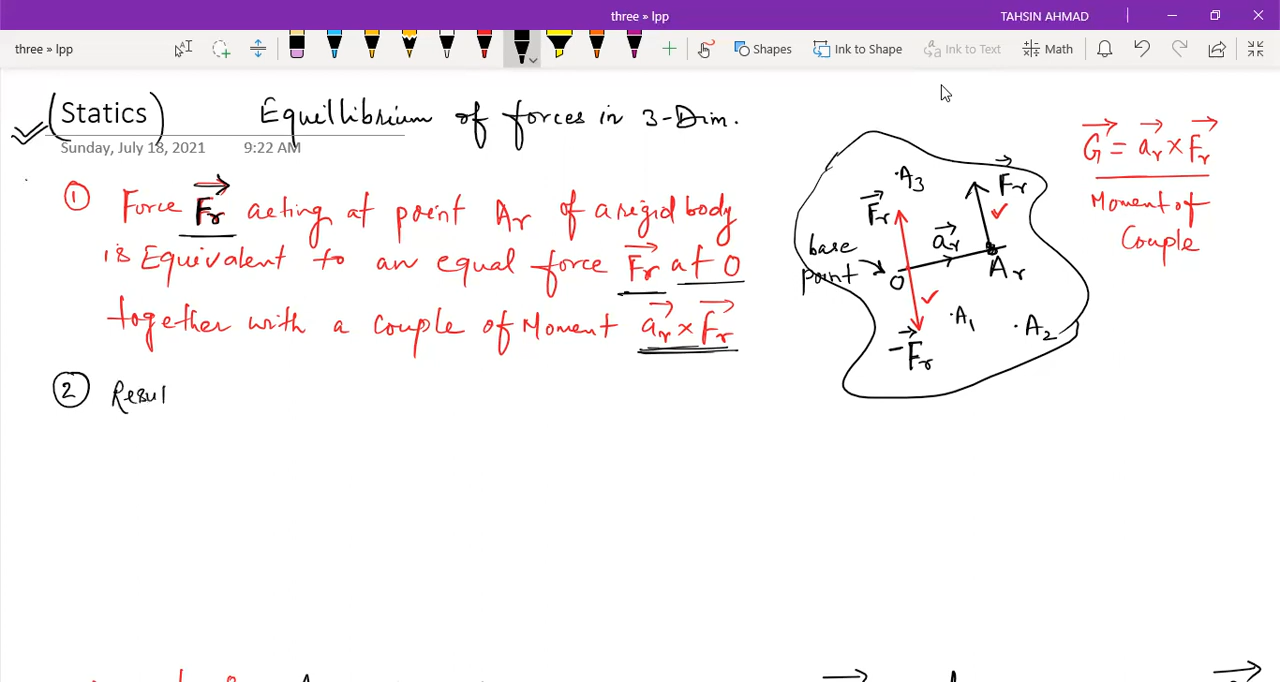 three » lpp
TAHSIN AHMAD
three » lpp
Shapes
Ink to Shape
Ink to Text
Math
(Statics) Equillibrium of forces in 3-Dim.
Sunday, July 18, 2021 9:22 AM
① Force F⃗r acting at point Ar of a rigid body
is Equivalent to an equal force F⃗r at O
together with a couple of Moment a⃗r × F⃗r
② Resul
A3
F⃗r
F⃗r
base
point
a⃗r
O
Ar
A1
A2
-F⃗r
G⃗ = a⃗r × F⃗r
Moment of
Couple